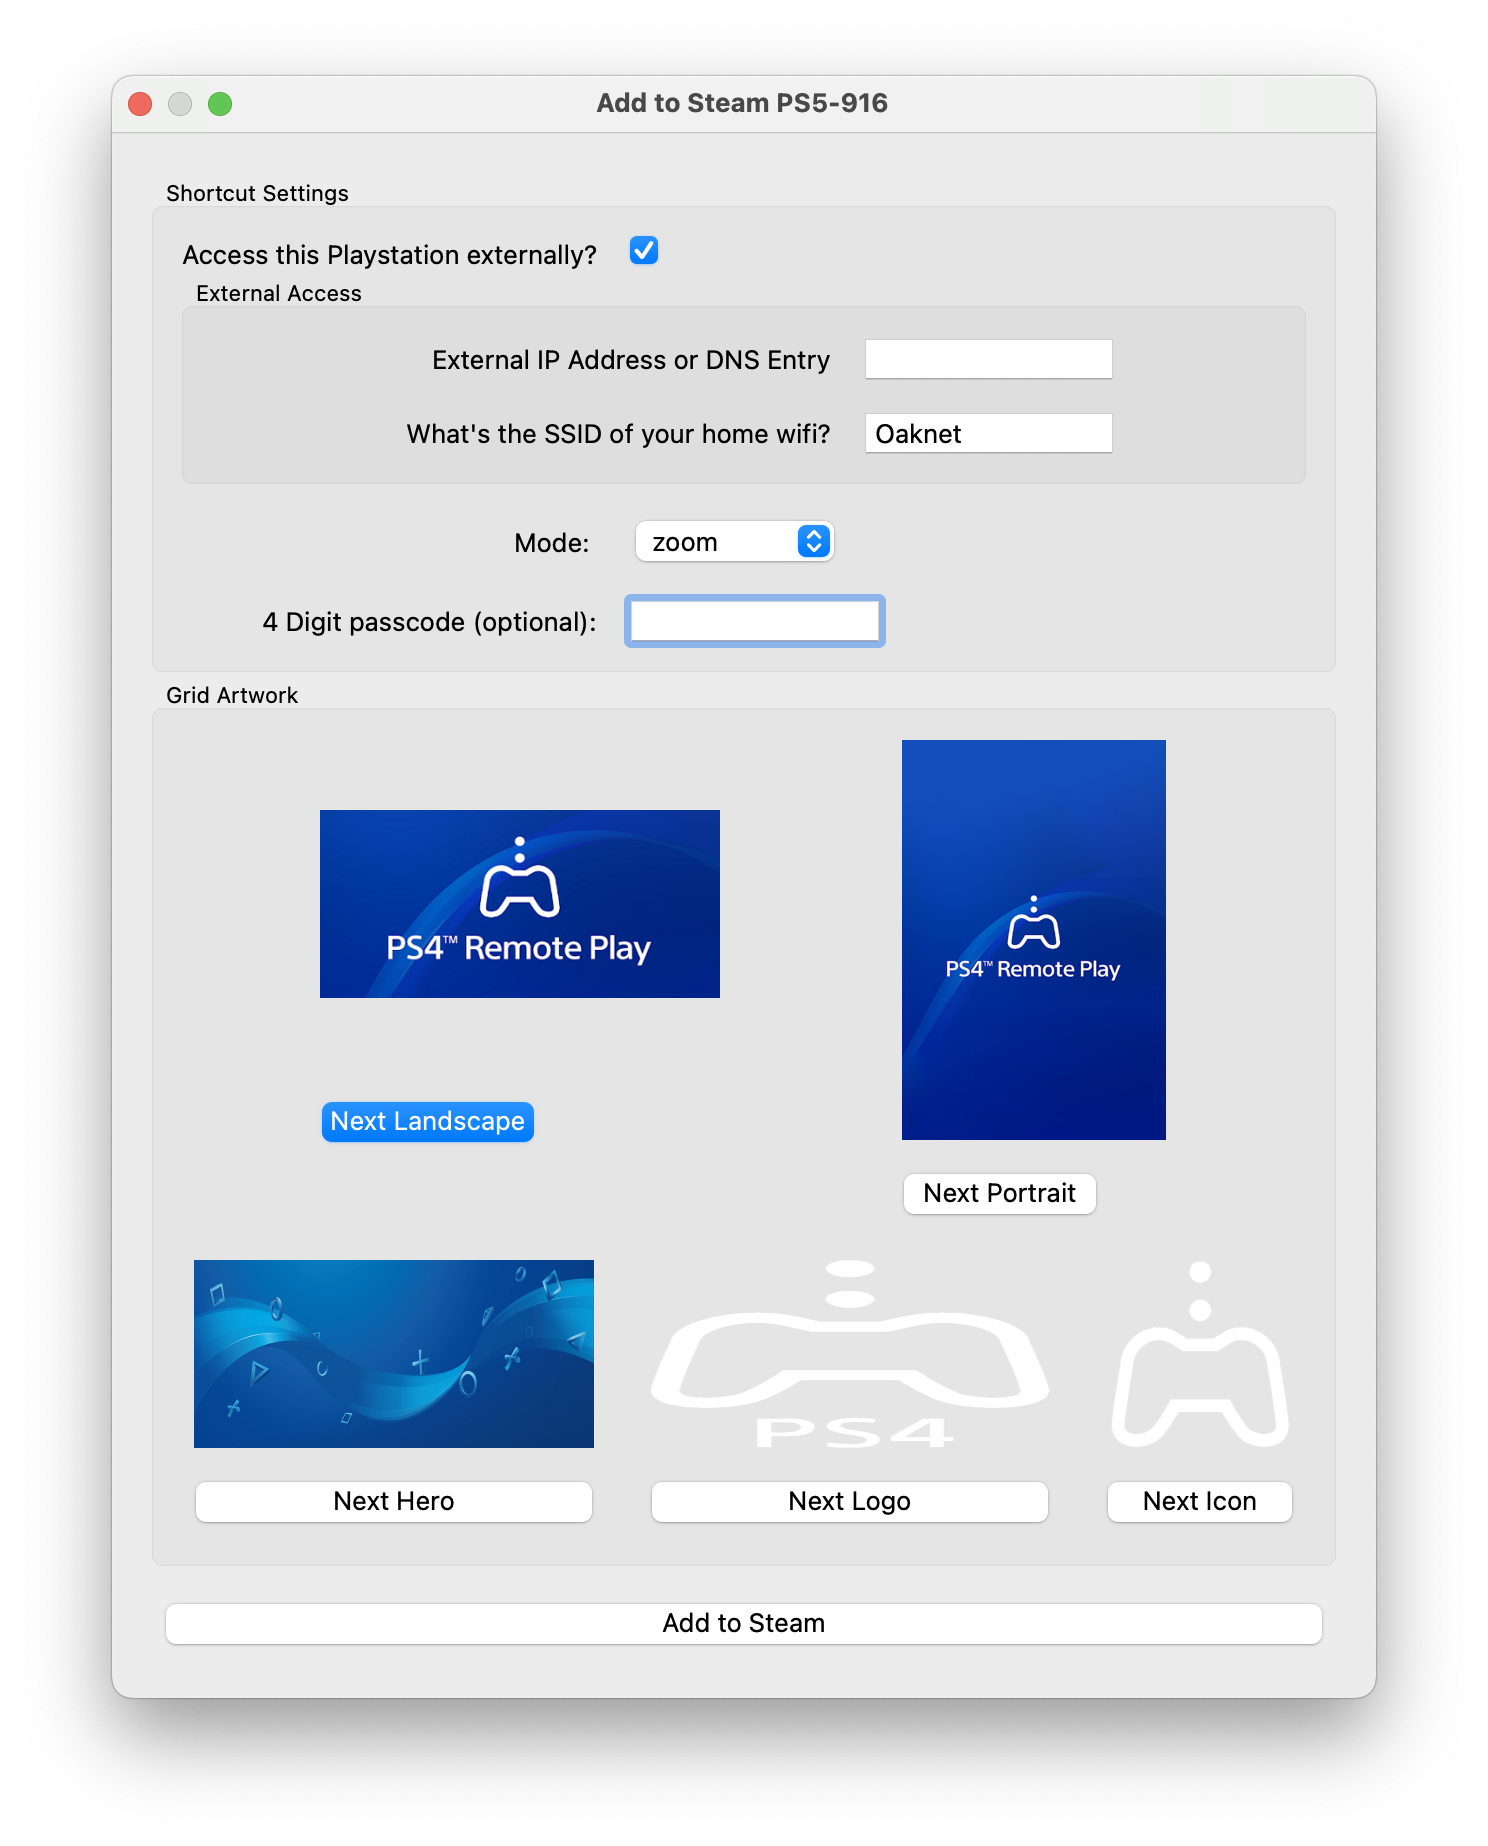 Add to Steam PS5-916
Shortcut Settings
Access this Playstation externally?
External Access
External IP Address or DNS Entry
What's the SSID of your home wifi?
Oaknet
Mode:
zoom
4 Digit passcode (optional):
Grid Artwork
PS4™ Remote Play
PS4™ Remote Play
Next Landscape
Next Portrait
PS4
Next Hero
Next Logo
Next Icon
Add to Steam